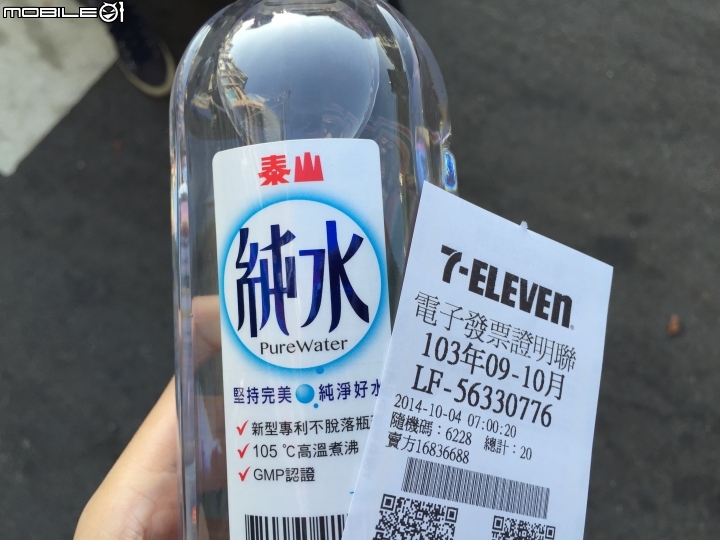 MOBILE01
泰山
純水
PureWater
堅持完美 純淨好水
新型專利不脫落瓶
105 ℃高溫煮沸
GMP認證
7-ELEVEn
電子發票證明聯
103年09-10月
LF-56330776
2014-10-04 07:00:20
隨機碼：6228 總計：20
賣方16836688